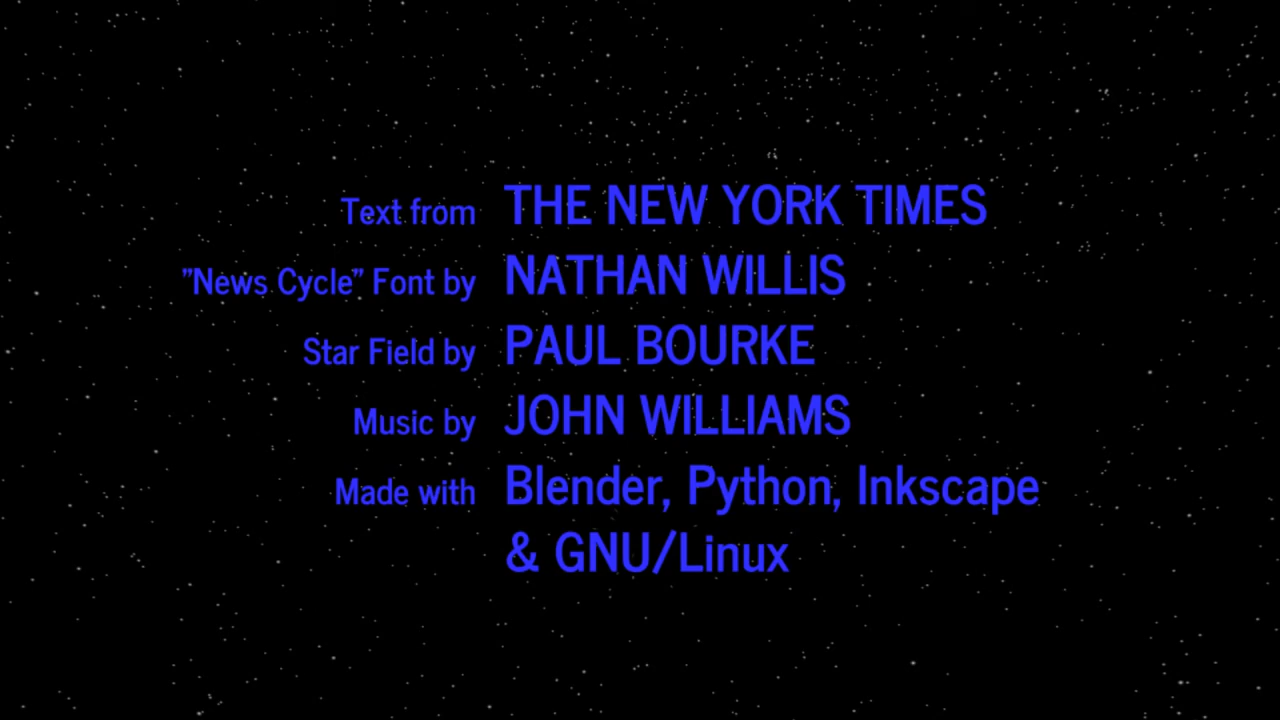 Text from THE NEW YORK TIMES
"News Cycle" Font by NATHAN WILLIS
Star Field by PAUL BOURKE
Music by JOHN WILLIAMS
Made with Blender, Python, Inkscape
& GNU/Linux